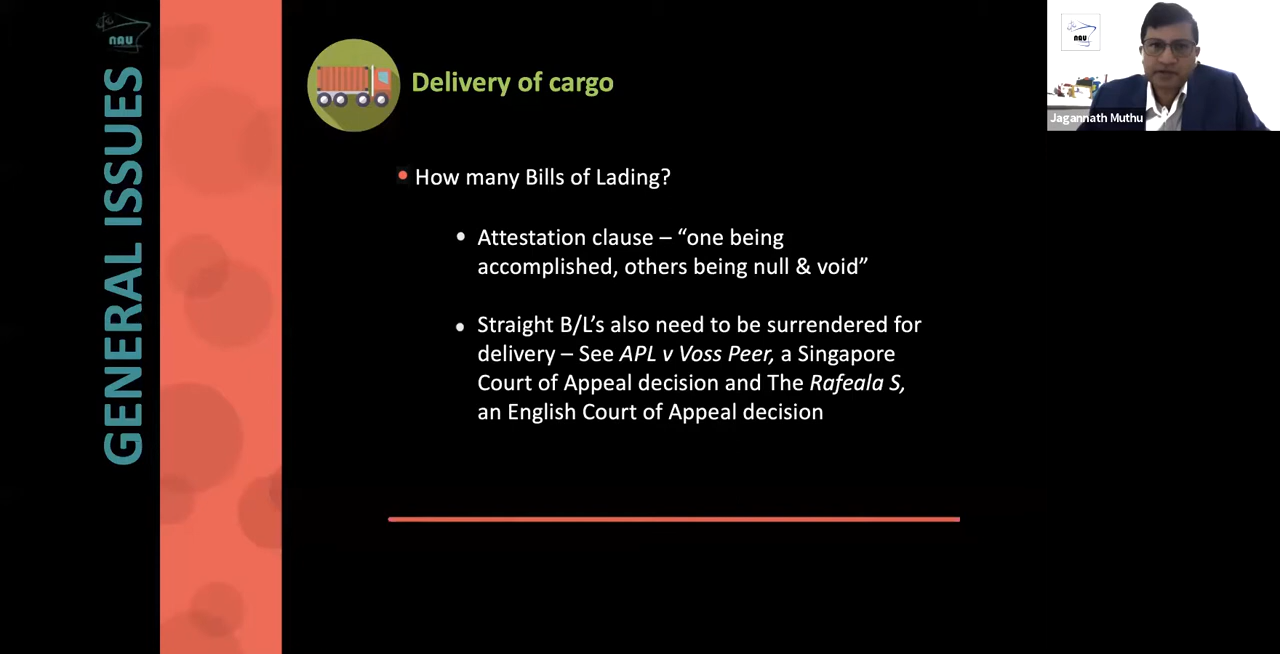 NAU
GENERAL ISSUES
Delivery of cargo
How many Bills of Lading?
Attestation clause – “one being
accomplished, others being null & void”
Straight B/L’s also need to be surrendered for
delivery – See APL v Voss Peer, a Singapore
Court of Appeal decision and The Rafeala S,
an English Court of Appeal decision
NAU
Jagannath Muthu